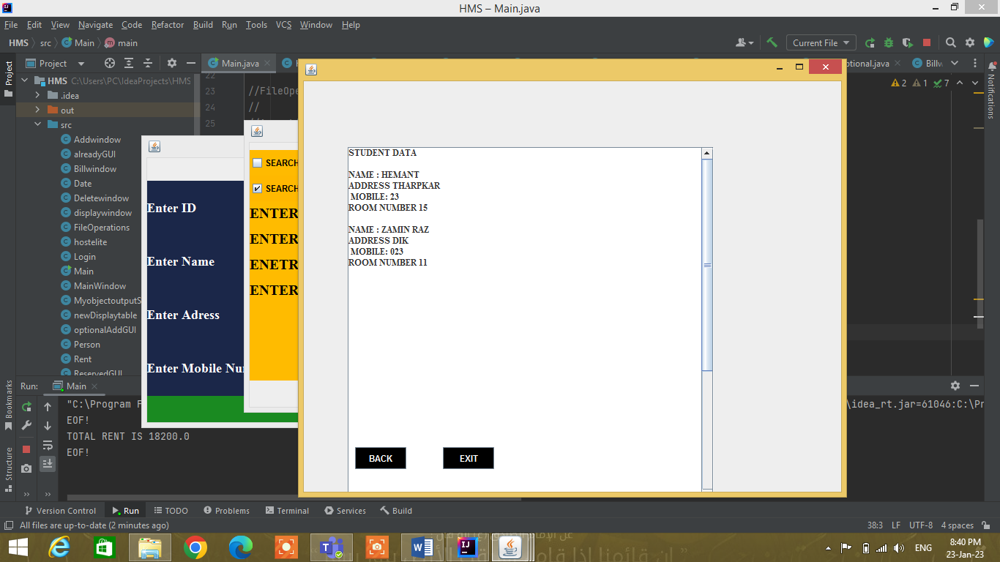 HMS – Main.java
File Edit View Navigate Code Refactor Build Run Tools VCS Window Help
HMS src Main main
Current File
Project
Main.java
ptional.java
Project
HMS C:\Users\PC\IdeaProjects\HMS
.idea
out
src
Addwindow
alreadyGUI
Billwindow
Date
Deletewindow
displaywindow
FileOperations
hostelite
Login
Main
MainWindow
MyobjectoutputS
newDisplaytable
optionalAddGUI
Person
Rent
ReservedGUI
22
23 //FileOpe
24 //
25
2 1 7
Notifications
Enter ID
Enter Name
Enter Adress
Enter Mobile Nu
SEARCH
SEARCH
ENTER
ENTER
ENETR
ENTER
STUDENT DATA
NAME : HEMANT
ADDRESS THARPKAR
MOBILE: 23
ROOM NUMBER 15
NAME : ZAMIN RAZ
ADDRESS DIK
MOBILE: 023
ROOM NUMBER 11
BACK EXIT
Run: Main
"C:\Program F
\idea_rt.jar=61046:C:\Pr
EOF!
TOTAL RENT IS 18200.0
EOF!
Bookmarks
Structure
Version Control Run TODO Problems Terminal Services Build
All files are up-to-date (2 minutes ago)
38:3 LF UTF-8 4 spaces
ENG
8:40 PM
23-Jan-23